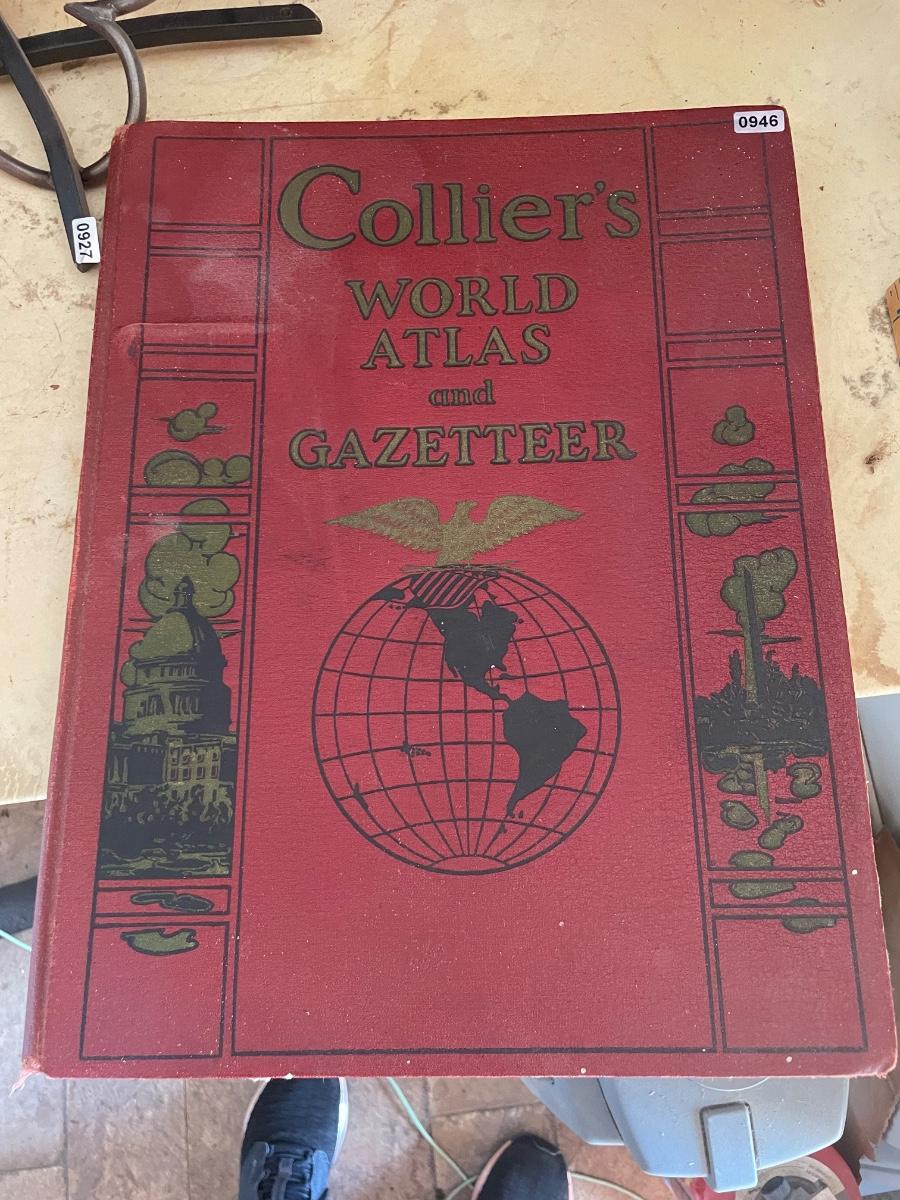 0946
0927
Collier's
WORLD
ATLAS
and
GAZETTEER